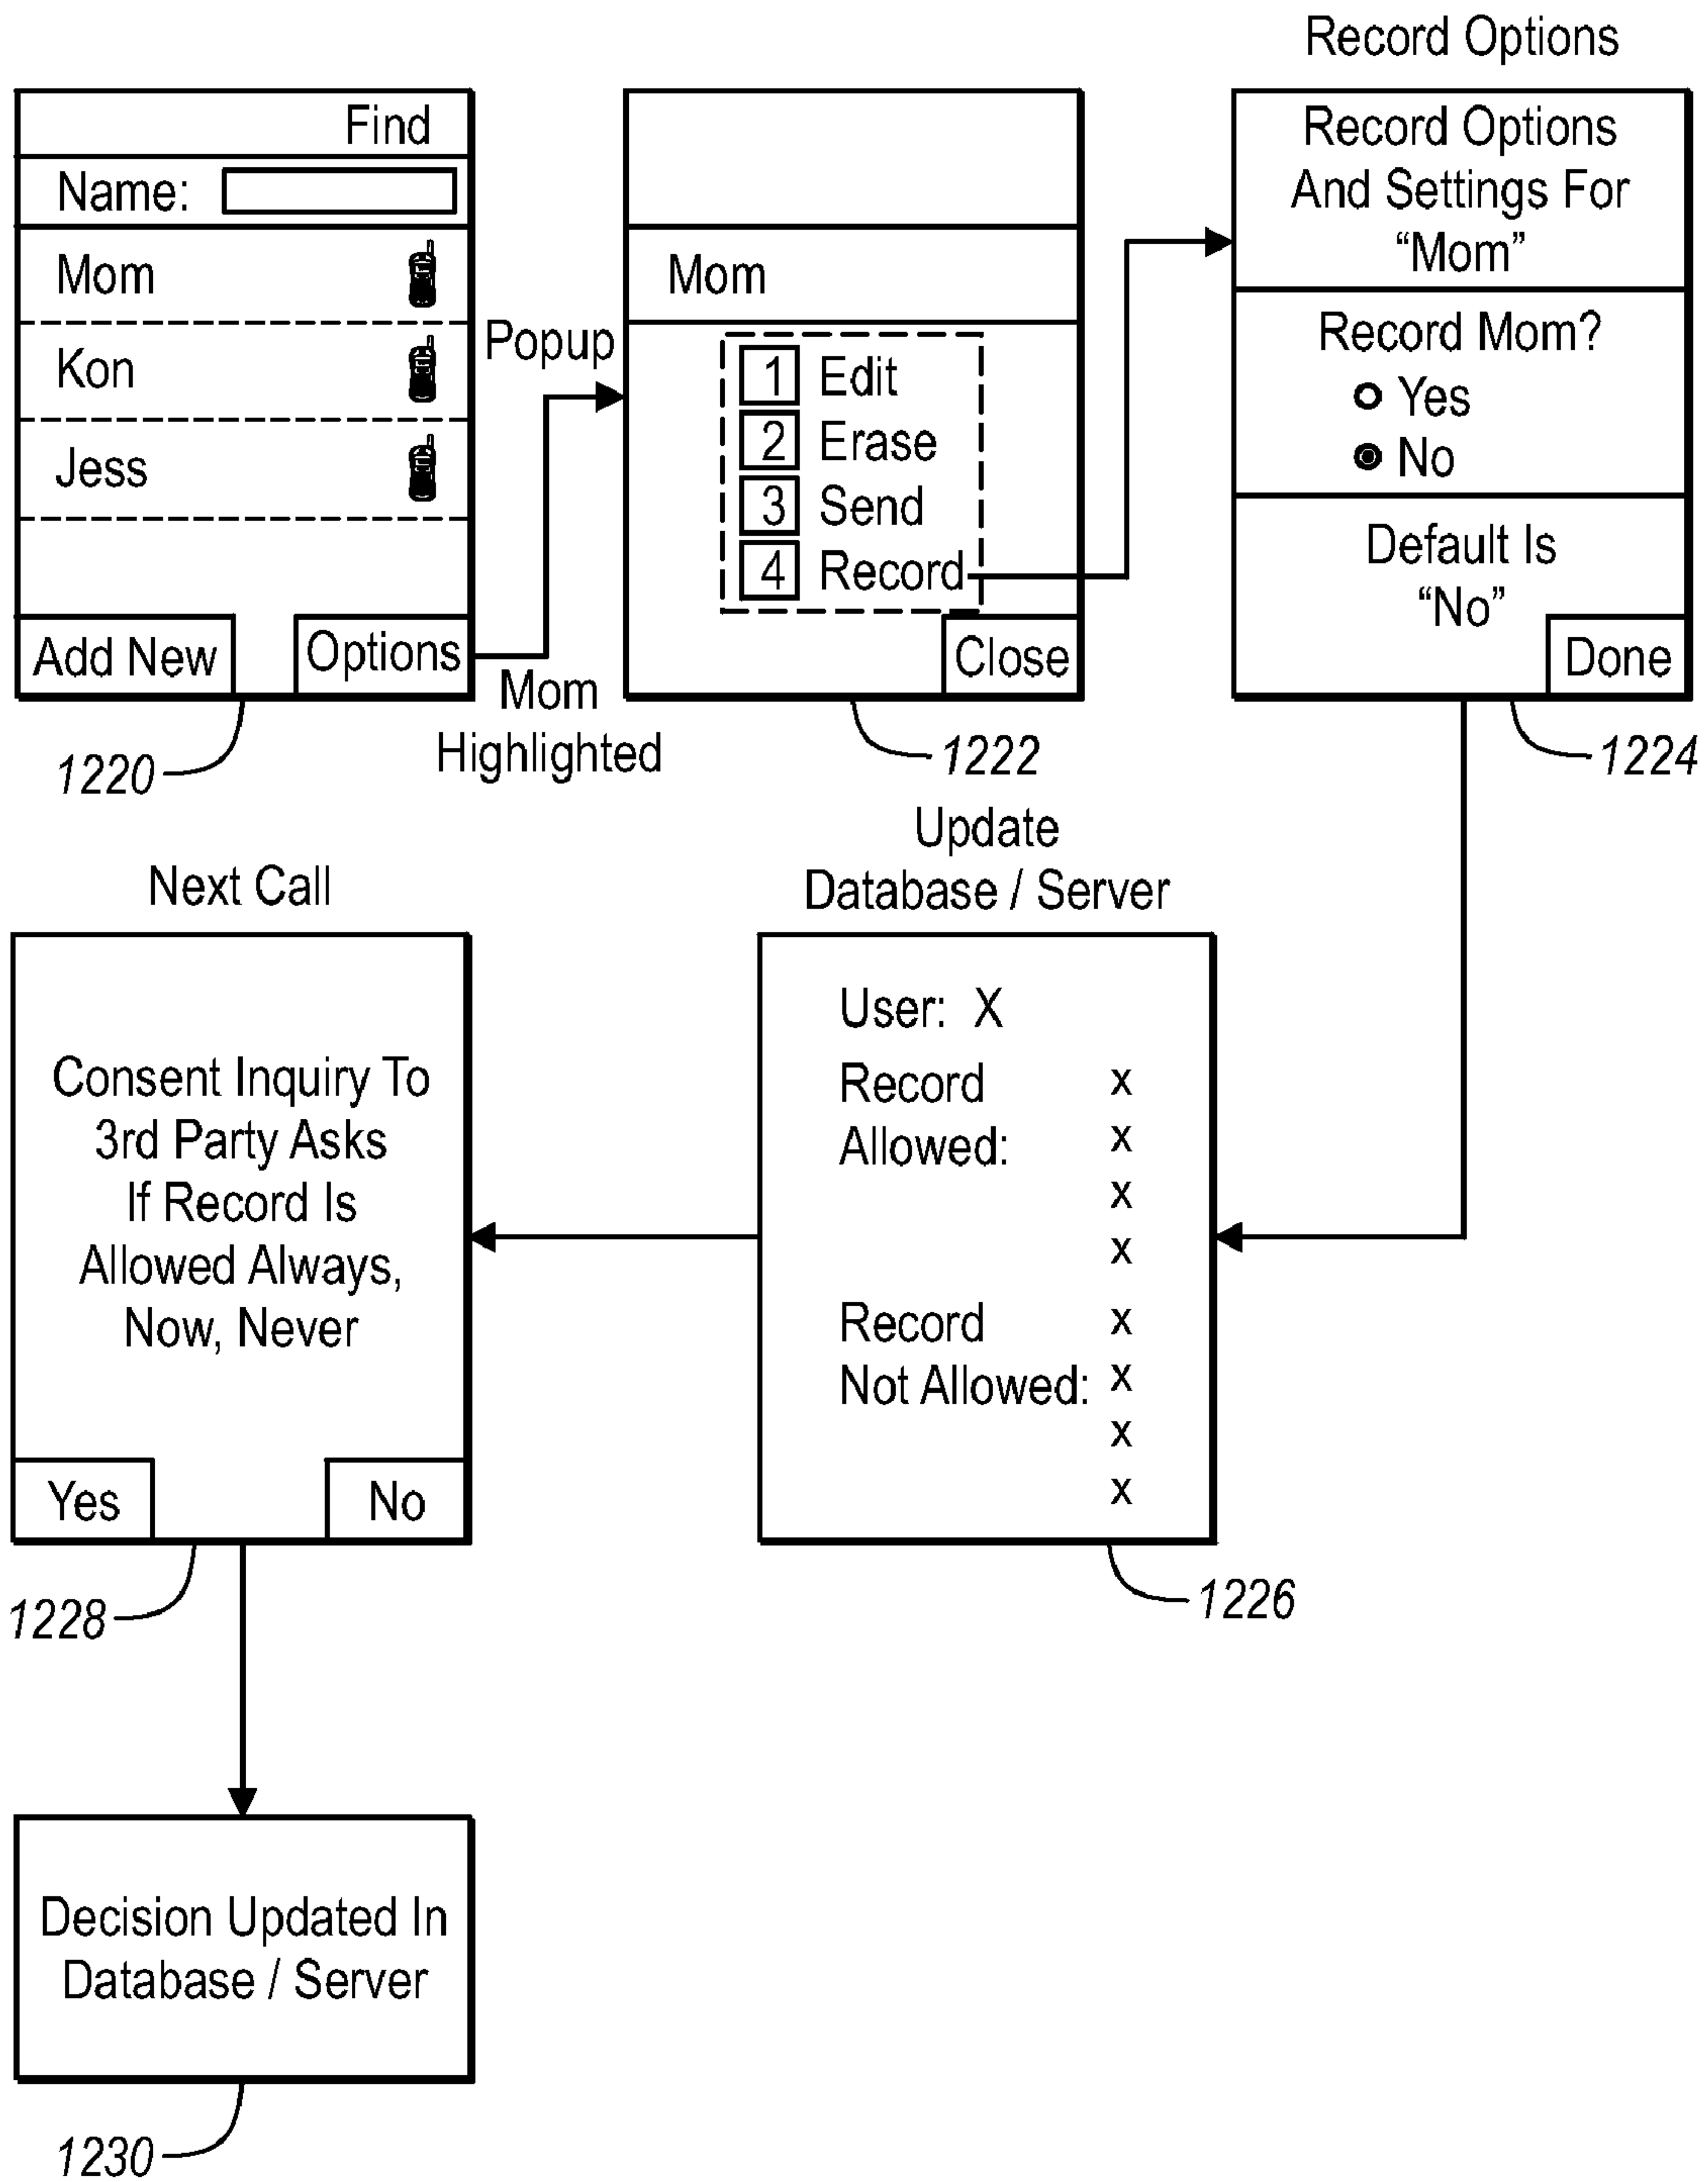 Find
Name:
Mom
Kon
Jess
Add New
Options
1220
Popup
Mom
Highlighted
Mom
1 Edit
2 Erase
3 Send
4 Record
Close
1222
Record Options
Record Options
And Settings For
“Mom”
Record Mom?
Yes
No
Default Is
“No”
Done
1224
Update
Database / Server
User: X
Record x
Allowed: x
x
x
Record x
Not Allowed: x
x
x
1226
Next Call
Consent Inquiry To
3rd Party Asks
If Record Is
Allowed Always,
Now, Never
Yes
No
1228
Decision Updated In
Database / Server
1230